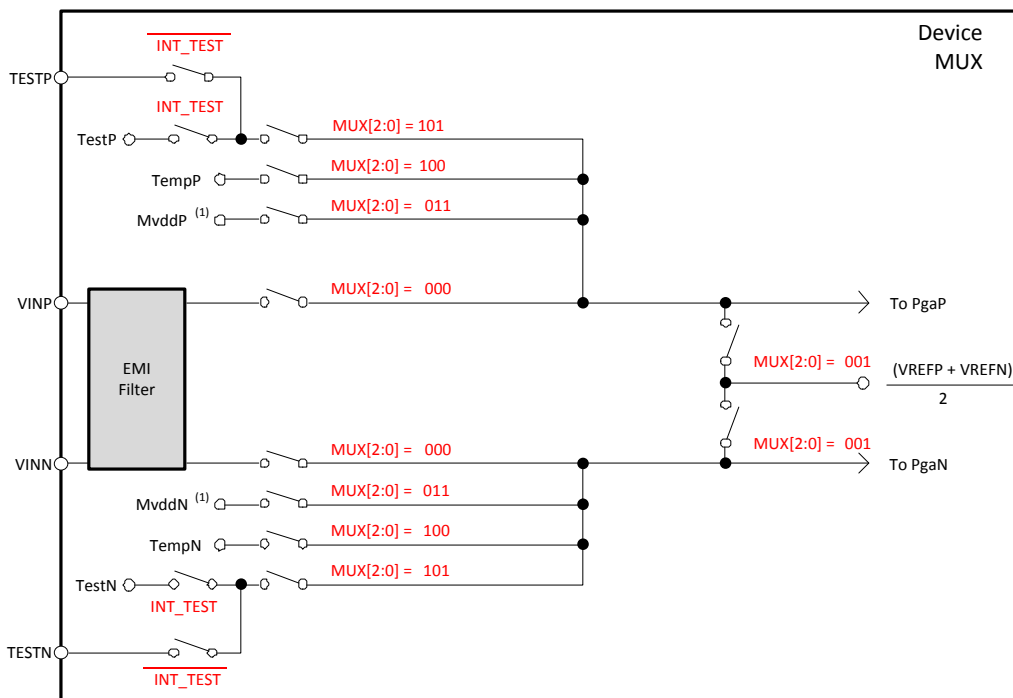 Device
MUX
INT_TEST
TESTP
INT_TEST
TestP
MUX[2:0] = 101
TempP
MUX[2:0] = 100
MvddP (1)
MUX[2:0] = 011
VINP
MUX[2:0] = 000
To PgaP
EMI
Filter
MUX[2:0] = 001
(VREFP + VREFN)
2
VINN
MUX[2:0] = 000
MUX[2:0] = 001
To PgaN
MvddN (1)
MUX[2:0] = 011
TempN
MUX[2:0] = 100
TestN
MUX[2:0] = 101
INT_TEST
TESTN
INT_TEST